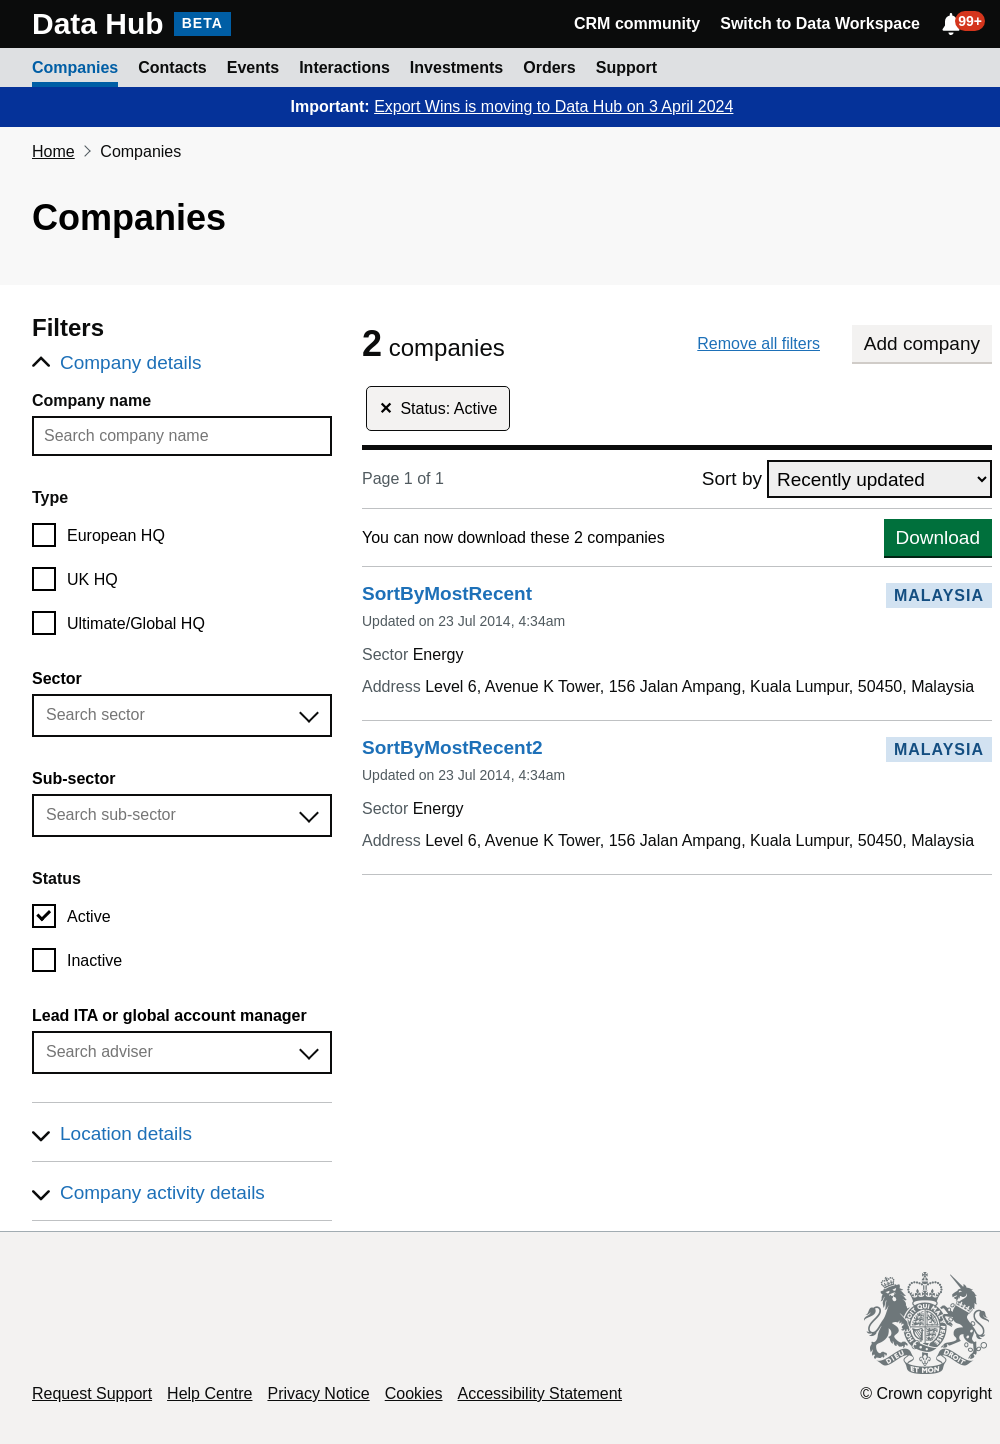 Data Hub BETA CRM community Switch to Data Workspace 99+
Companies Contacts Events Interactions Investments Orders Support
Important: Export Wins is moving to Data Hub on 3 April 2024
Home Companies
Companies
Filters
Company details
Company name
Search company name
Type
European HQ
UK HQ
Ultimate/Global HQ
Sector
Search sector
Sub-sector
Search sub-sector
Status
Active
Inactive
Lead ITA or global account manager
Search adviser
Location details
Company activity details
2 companies Remove all filters Add company
✕ Status: Active
Page 1 of 1 Sort by Recently updated
You can now download these 2 companies Download
SortByMostRecent MALAYSIA
Updated on 23 Jul 2014, 4:34am
Sector Energy
Address Level 6, Avenue K Tower, 156 Jalan Ampang, Kuala Lumpur, 50450, Malaysia
SortByMostRecent2 MALAYSIA
Updated on 23 Jul 2014, 4:34am
Sector Energy
Address Level 6, Avenue K Tower, 156 Jalan Ampang, Kuala Lumpur, 50450, Malaysia
DIEU ET MON DROIT
Request Support Help Centre Privacy Notice Cookies Accessibility Statement © Crown copyright